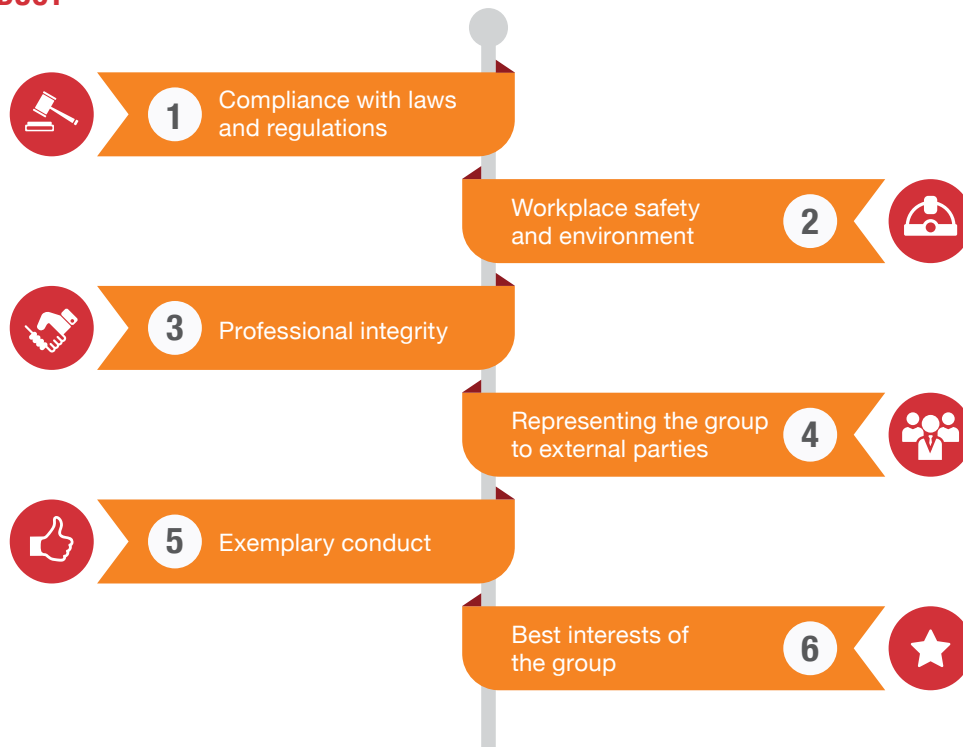 1
Compliance with laws
and regulations
Workplace safety
and environment
2
3
Professional integrity
Representing the group
to external parties
4
5
Exemplary conduct
Best interests of
the group
6